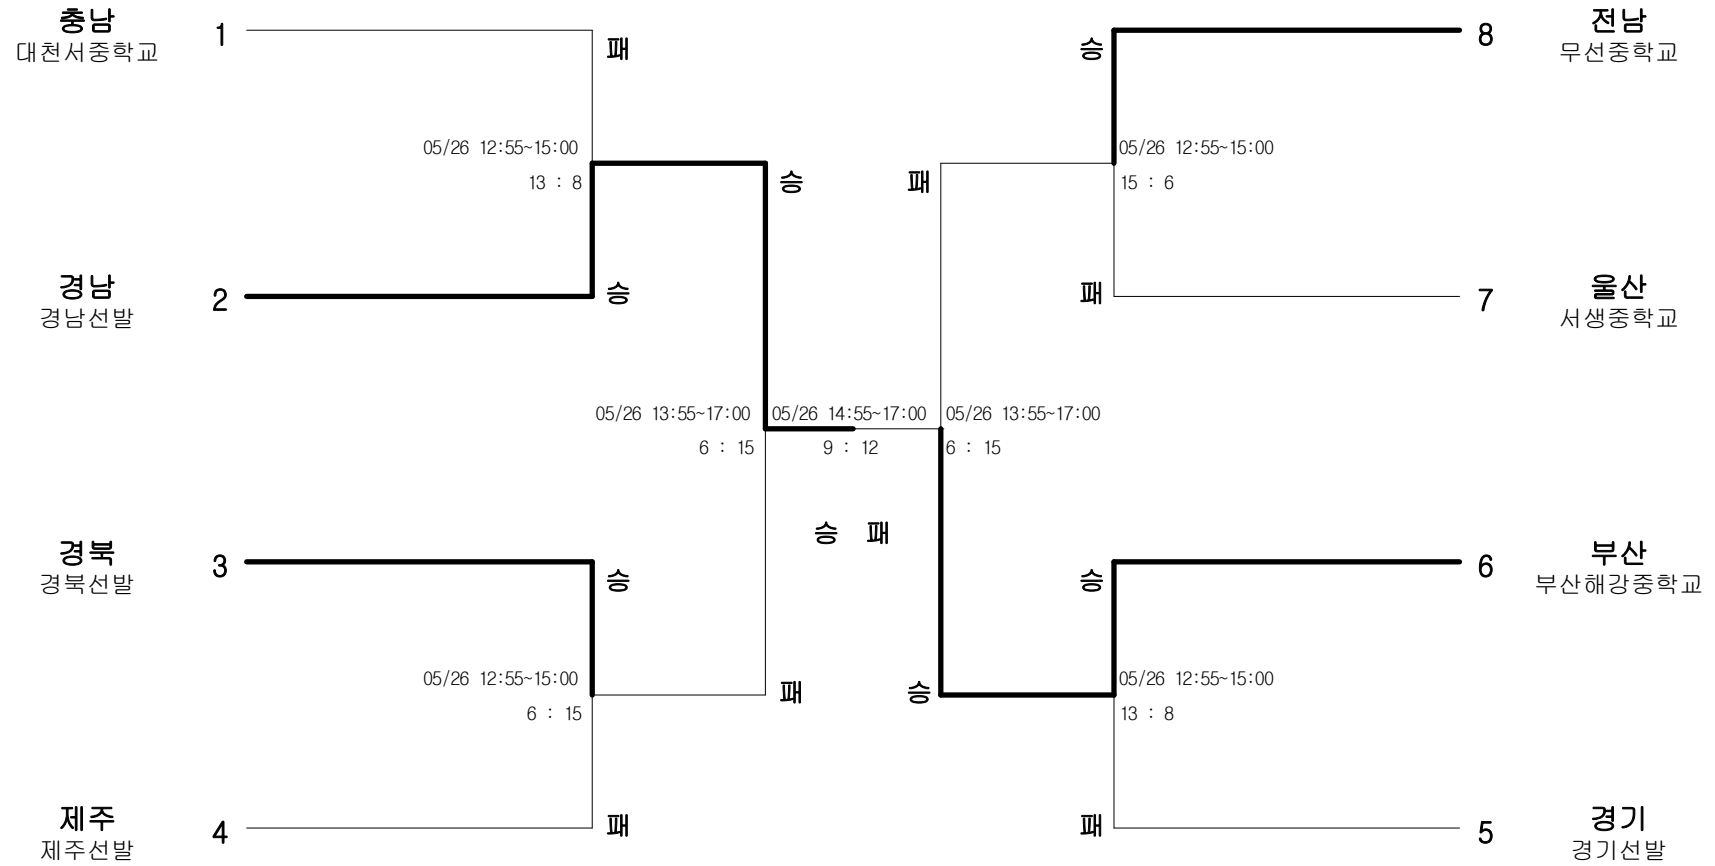 충남
대천서중학교
1
패
승
8
전남
무선중학교
05/26 12:55~15:00
13 : 8
승
패
05/26 12:55~15:00
15 : 6
경남
경남선발
2
승
패
7
울산
서생중학교
05/26 13:55~17:00
6 : 15
05/26 14:55~17:00
9 : 12
05/26 13:55~17:00
6 : 15
승 패
경북
경북선발
3
승
승
6
부산
부산해강중학교
05/26 12:55~15:00
6 : 15
패
승
05/26 12:55~15:00
13 : 8
제주
제주선발
4
패
패
5
경기
경기선발